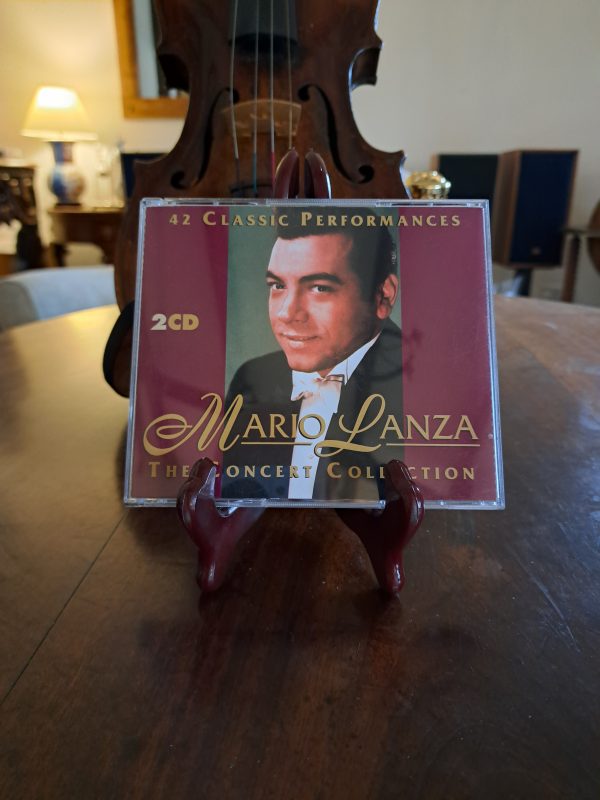 42 Classic Performances
2CD
Mario Lanza
The Concert Collection